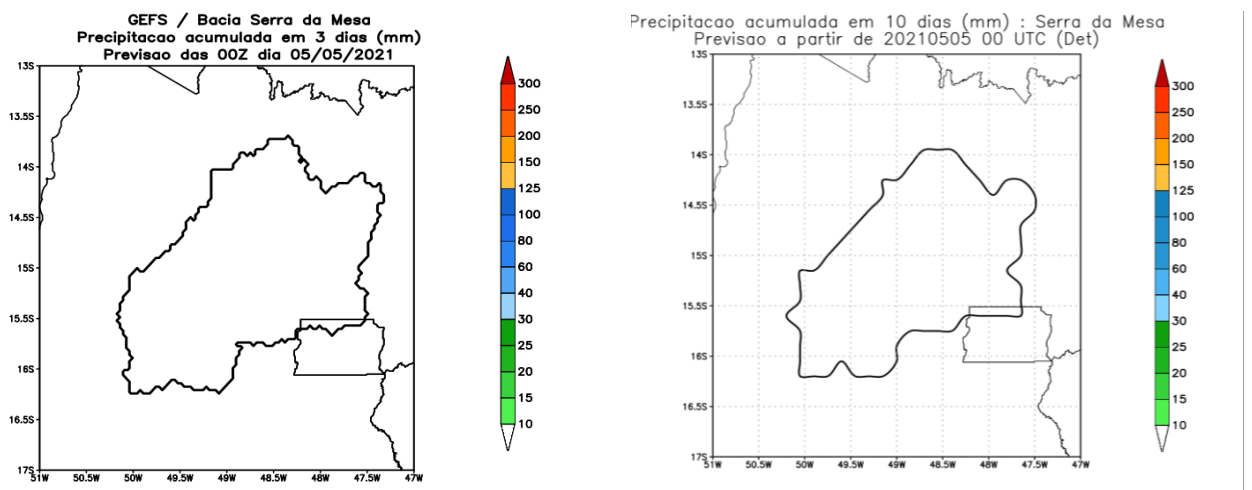 GEFS / Bacia Serra da Mesa
Precipitacao acumulada em 3 dias (mm)
Previsao das 00Z dia 05/05/2021
13S
13.5S
14S
14.5S
15S
15.5S
16S
16.5S
17S
51W 50.5W 50W 49.5W 49W 48.5W 48W 47.5W 47W
300
250
200
150
125
100
80
60
40
30
25
20
15
10
Precipitacao acumulada em 10 dias (mm) : Serra da Mesa
Previsao a partir de 20210505 00 UTC (Det)
13S
13.5S
14S
14.5S
15S
15.5S
16S
16.5S
17S
51W 50.5W 50W 49.5W 49W 48.5W 48W 47.5W 47W
300
250
200
150
125
100
80
60
40
30
25
20
15
10